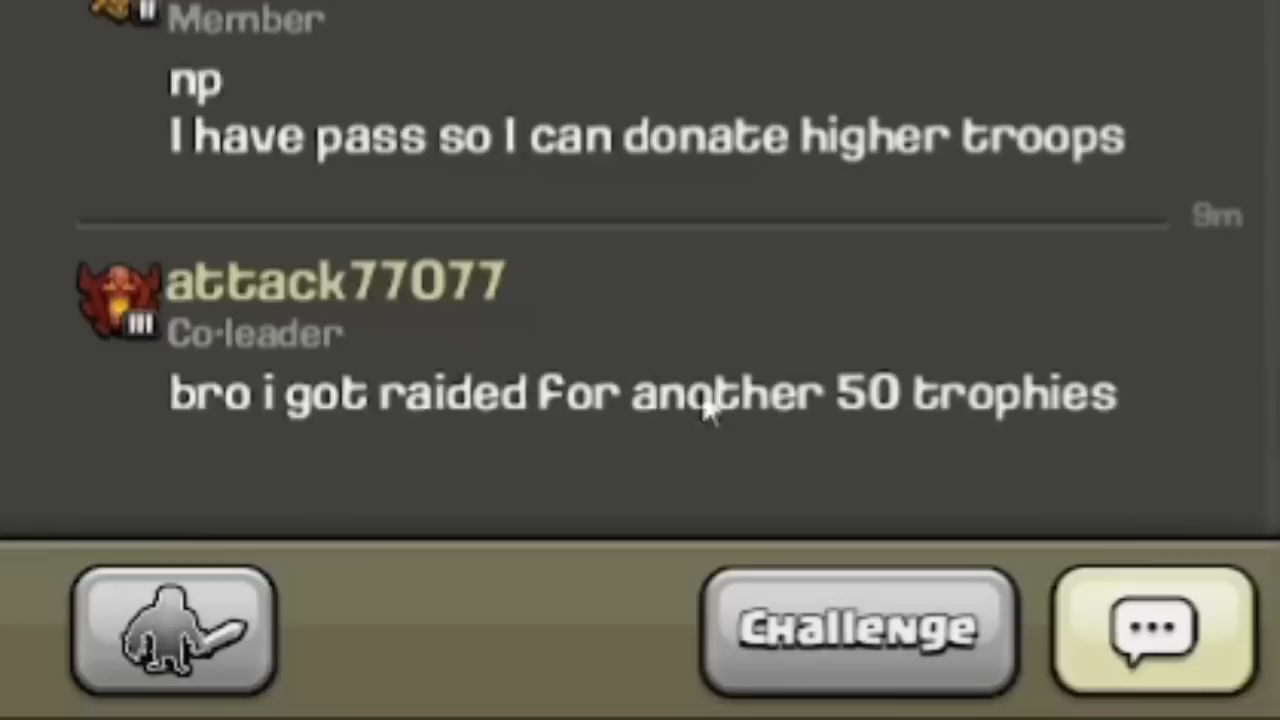 Member
np
I have pass so I can donate higher troops
9m
attack77077
Co-leader
bro i got raided for another 50 trophies
Challenge